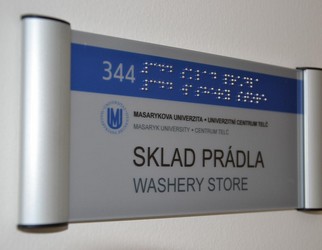 344
MASARYKOVA UNIVERZITA • UNIVERZITNÍ CENTRUM TELČ
MASARYK UNIVERSITY • CENTRUM TELČ
SKLAD PRÁDLA
WASHERY STORE